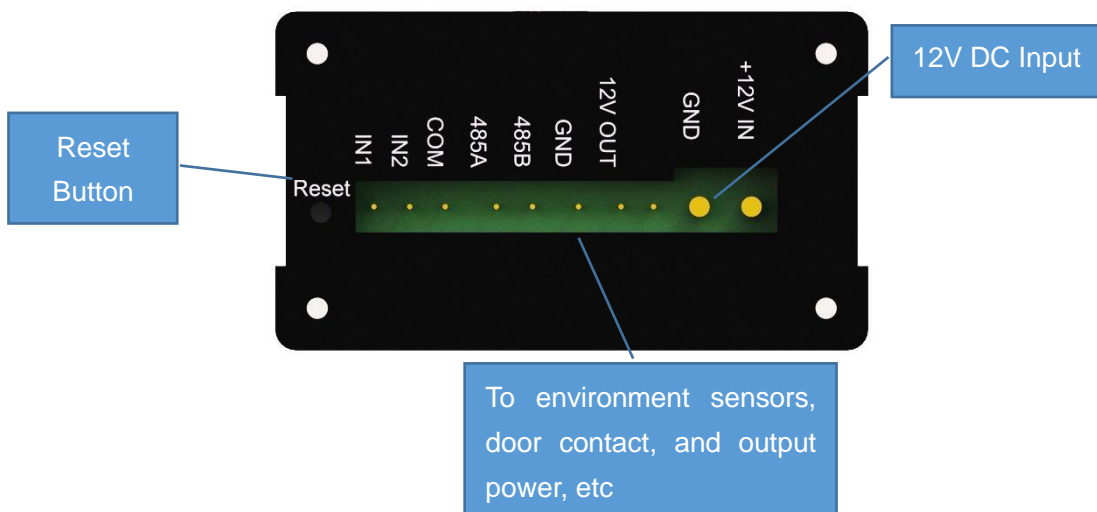 12V DC Input
Reset
Button
IN1
IN2
COM
485A
485B
GND
12V OUT
GND
+12V IN
Reset
To environment sensors,
door contact, and output
power, etc